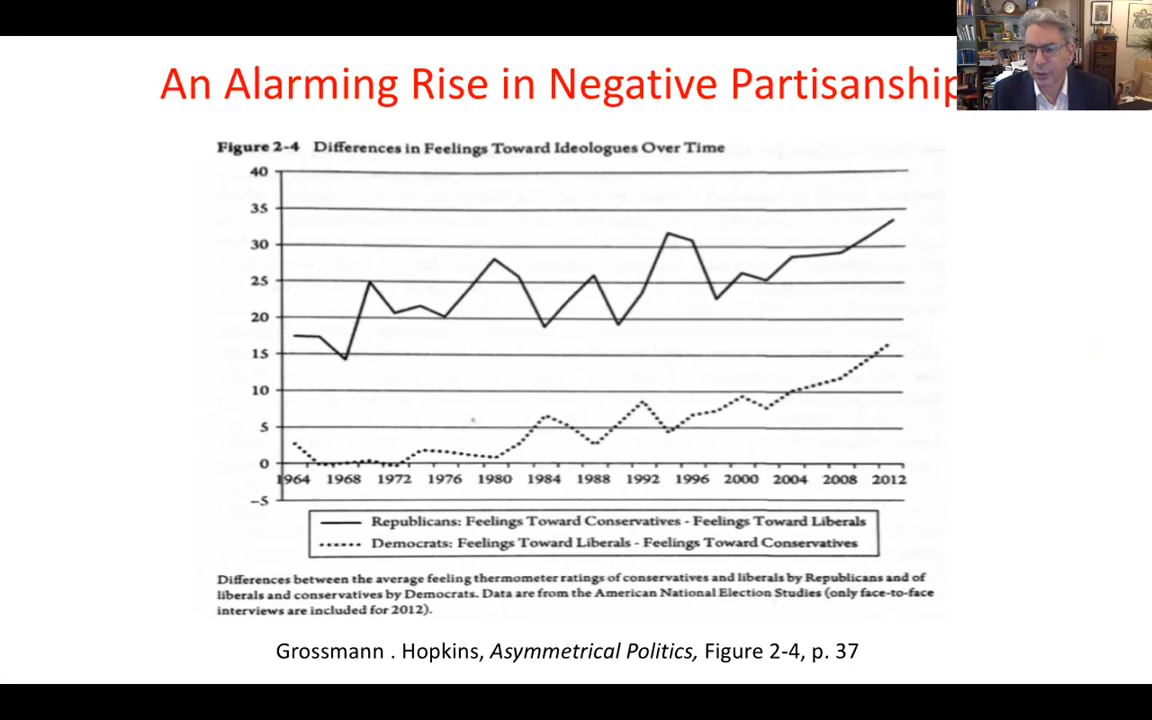 An Alarming Rise in Negative Partisanship
Figure 2-4 Differences in Feelings Toward Ideologues Over Time
40
35
30
25
20
15
10
5
0
-5
1964 1968 1972 1976 1980 1984 1988 1992 1996 2000 2004 2008 2012
Republicans: Feelings Toward Conservatives - Feelings Toward Liberals
Democrats: Feelings Toward Liberals - Feelings Toward Conservatives
Differences between the average feeling thermometer ratings of conservatives and liberals by Republicans and of
liberals and conservatives by Democrats. Data are from the American National Election Studies (only face-to-face
interviews are included for 2012).
Grossmann . Hopkins, Asymmetrical Politics, Figure 2-4, p. 37